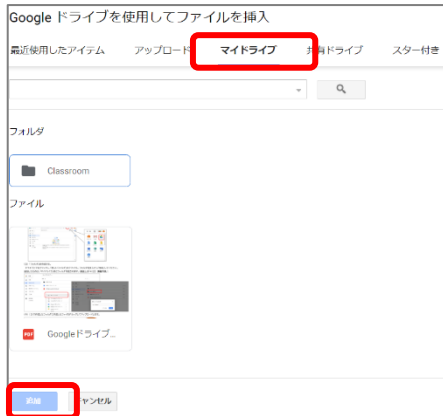 Google ドライブを使用してファイルを挿入
最近使用したアイテム アップロード マイドライブ 共有ドライブ スター付き
フォルダ
Classroom
ファイル
PDF Googleドライブ...
追加 キャンセル